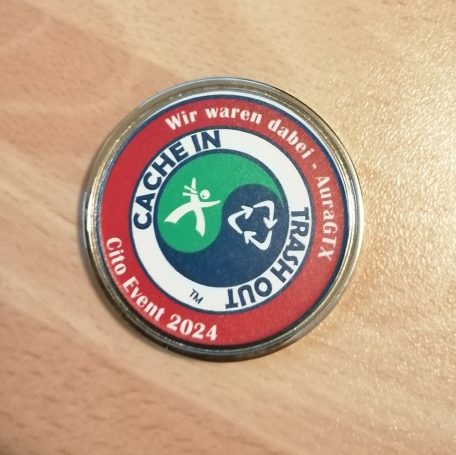 Wir waren dabei - AuraGTX
CACHE IN
TRASH OUT
TM
Cito Event 2024